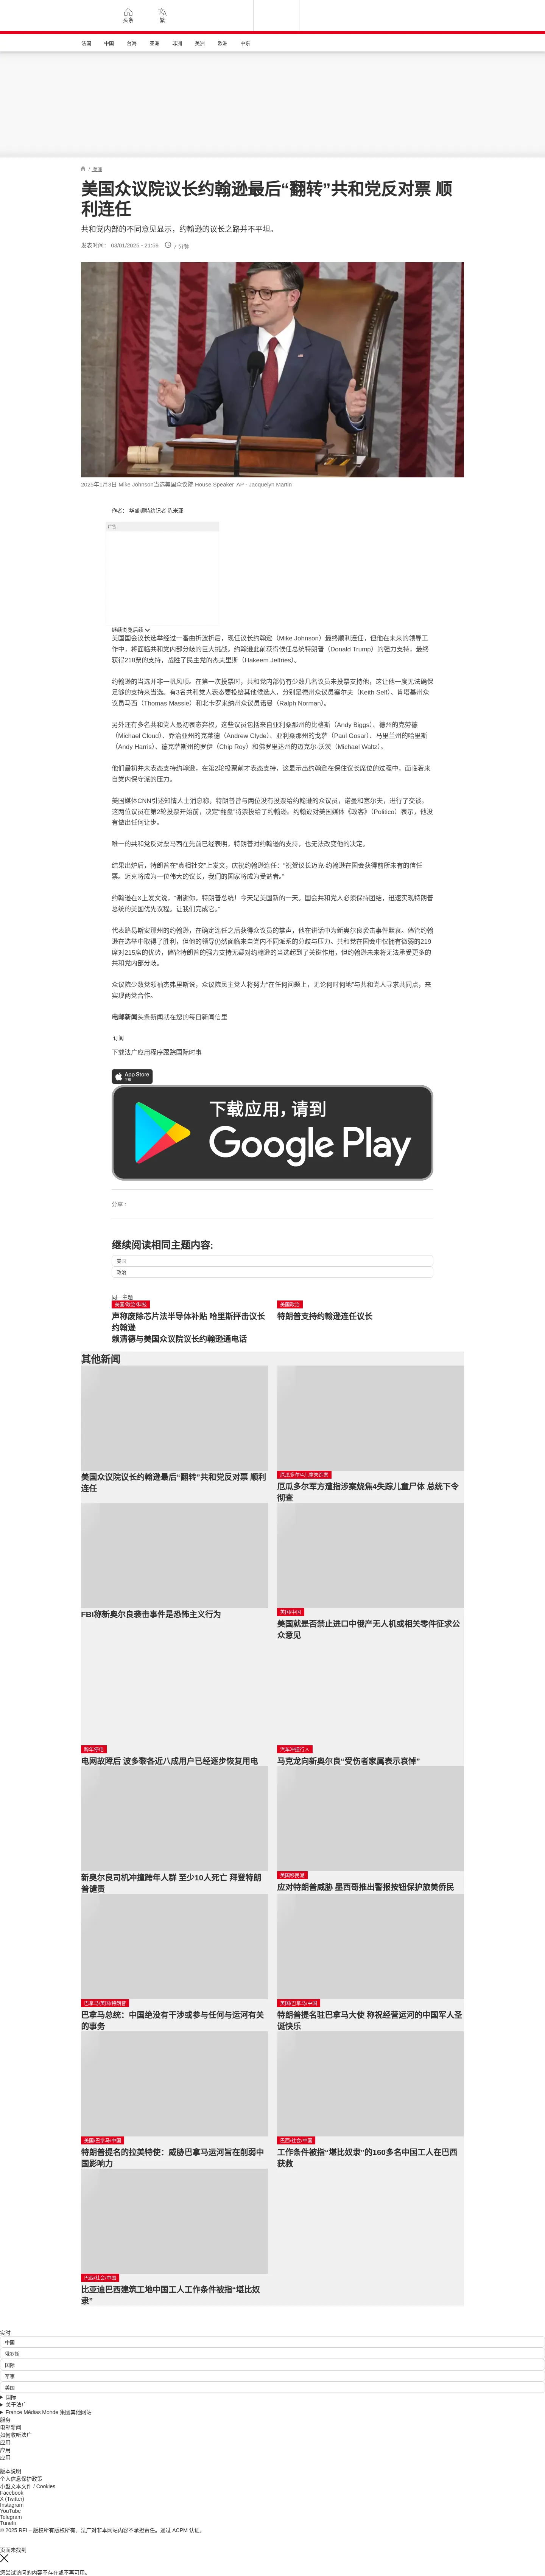 头条
繁
法国
中国
台海
亚洲
非洲
美洲
欧洲
中东
/ 美洲
美国众议院议长约翰逊最后“翻转”共和党反对票 顺
利连任
共和党内部的不同意见显示，约翰逊的议长之路并不平坦。
发表时间： 03/01/2025 - 21:59
7 分钟
2025年1月3日 Mike Johnson当选美国众议院 House Speaker AP - Jacquelyn Martin
作者： 华盛顿特约记者 陈米亚
广告
继续浏览后续
美国国会议长选举经过一番曲折波折后，现任议长约翰逊（Mike Johnson）最终顺利连任，但他在未来的领导工
作中，将面临共和党内部分歧的巨大挑战。约翰逊此前获得候任总统特朗普（Donald Trump）的强力支持，最终
获得218票的支持，战胜了民主党的杰夫里斯（Hakeem Jeffries）。
约翰逊的当选并非一帆风顺。在第一次投票时，共和党内部仍有少数几名议员未投票支持他，这让他一度无法确保
足够的支持来当选。有3名共和党人表态要投给其他候选人，分别是德州众议员塞尔夫（Keith Self）、肯塔基州众
议员马西（Thomas Massie）和北卡罗来纳州众议员诺曼（Ralph Norman）。
另外还有多名共和党人最初表态弃权，这些议员包括来自亚利桑那州的比格斯（Andy Biggs）、德州的克劳德
（Michael Cloud）、乔治亚州的克莱德（Andrew Clyde）、亚利桑那州的戈萨（Paul Gosar）、马里兰州的哈里斯
（Andy Harris）、德克萨斯州的罗伊（Chip Roy）和佛罗里达州的迈克尔·沃茨（Michael Waltz）。
他们最初并未表态支持约翰逊，在第2轮投票前才表态支持，这显示出约翰逊在保住议长席位的过程中，面临着来
自党内保守派的压力。
美国媒体CNN引述知情人士消息称，特朗普曾与两位没有投票给约翰逊的众议员，诺曼和塞尔夫，进行了交谈。
这两位议员在第2轮投票开始前，决定“翻盘”将票投给了约翰逊。约翰逊对美国媒体《政客》（Politico）表示，他没
有做出任何让步。
唯一的共和党反对票马西在先前已经表明，特朗普对约翰逊的支持，也无法改变他的决定。
结果出炉后，特朗普在“真相社交”上发文，庆祝约翰逊连任：“祝贺议长迈克·约翰逊在国会获得前所未有的信任
票。迈克将成为一位伟大的议长，我们的国家将成为受益者。”
约翰逊在X上发文说，“谢谢你，特朗普总统！今天是美国新的一天。国会共和党人必须保持团结，迅速实现特朗普
总统的美国优先议程。让我们完成它。”
代表路易斯安那州的约翰逊，在确定连任之后获得众议员的掌声，他在讲话中为新奥尔良袭击事件默哀。儘管约翰
逊在选举中取得了胜利，但他的领导仍然面临来自党内不同派系的分歧与压力。共和党在国会中仅拥有微弱的219
席对215席的优势，儘管特朗普的强力支持无疑对约翰逊的当选起到了关键作用，但约翰逊未来将无法承受更多的
共和党内部分歧。
众议院少数党领袖杰弗里斯说，众议院民主党人将努力“在任何问题上，无论何时何地”与共和党人寻求共同点，来
实现两党合作。
电邮新闻头条新闻就在您的每日新闻信里
订阅
下载法广应用程序跟踪国际时事
App Store
下载
下载应用，请到
Google Play
分享 :
继续阅读相同主题内容:
美国
政治
同一主题
美国/政治/科技
声称废除芯片法半导体补贴 哈里斯抨击议长
约翰逊
赖清德与美国众议院议长约翰逊通电话
美国政治
特朗普支持约翰逊连任议长
其他新闻
美国众议院议长约翰逊最后“翻转”共和党反对票 顺利
连任
厄瓜多尔/4儿童失踪案
厄瓜多尔军方遭指涉案烧焦4失踪儿童尸体 总统下令
彻查
FBI称新奥尔良袭击事件是恐怖主义行为
美国/中国
美国就是否禁止进口中俄产无人机或相关零件征求公
众意见
跨年停电
电网故障后 波多黎各近八成用户已经逐步恢复用电
汽车冲撞行人
马克龙向新奥尔良“受伤者家属表示哀悼”
新奥尔良司机冲撞跨年人群 至少10人死亡 拜登特朗
普谴责
美国移民潮
应对特朗普威胁 墨西哥推出警报按钮保护旅美侨民
巴拿马/美国/特朗普
巴拿马总统：中国绝没有干涉或参与任何与运河有关
的事务
美国/巴拿马/中国
特朗普提名驻巴拿马大使 称祝经营运河的中国军人圣
诞快乐
美国/巴拿马/中国
特朗普提名的拉美特使：威胁巴拿马运河旨在削弱中
国影响力
巴西/社会/中国
工作条件被指“堪比奴隶”的160多名中国工人在巴西
获救
巴西/社会/中国
比亚迪巴西建筑工地中国工人工作条件被指“堪比奴
隶”
实时
中国
俄罗斯
国际
军事
美国
国际
关于法广
France Médias Monde 集团其他网站
服务
电邮新闻
如何收听法广
应用
应用
应用
版本说明
个人信息保护政策
小型文本文件 / Cookies
Facebook
X (Twitter)
Instagram
YouTube
Telegram
TuneIn
© 2025 RFI – 版权所有版权所有。法广对非本网站内容不承担责任。通过 ACPM 认证。
页面未找到
您尝试访问的内容不存在或不再可用。